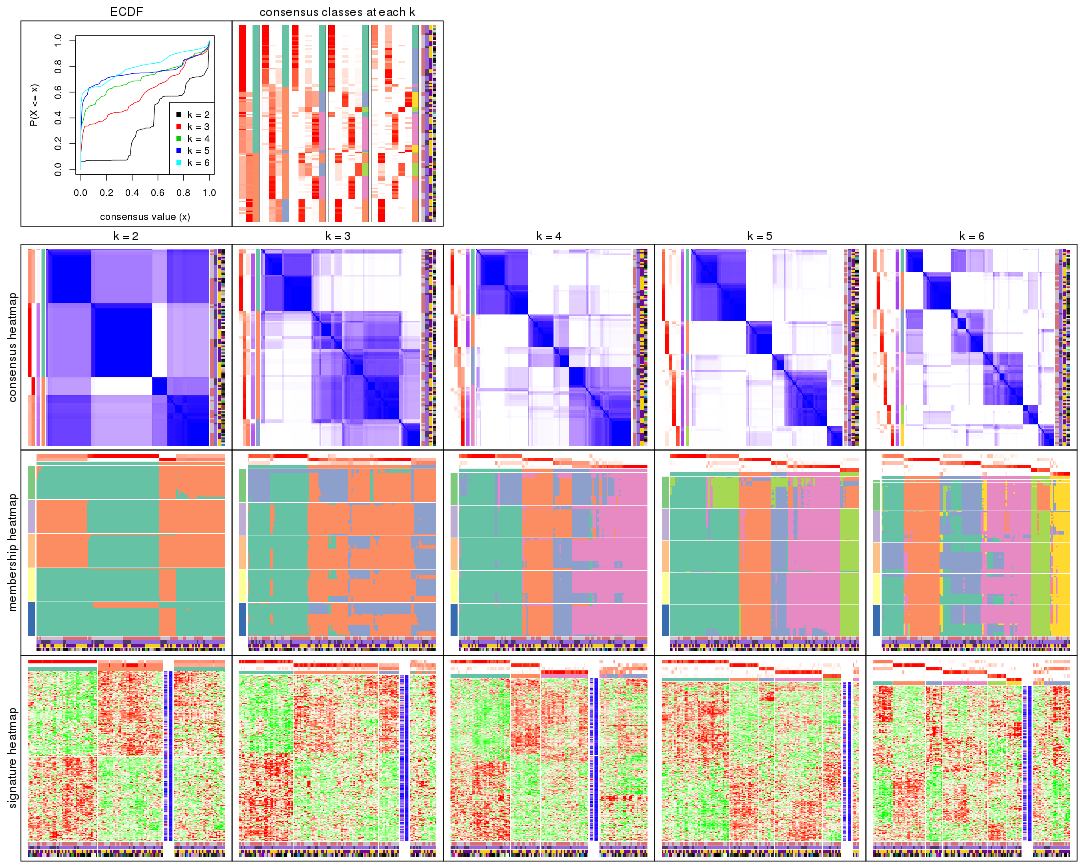 ECDF
consensus classes at each k
P(X <= x)
0.0 0.2 0.4 0.6 0.8 1.0
k = 2
k = 3
k = 4
k = 5
k = 6
0.0 0.2 0.4 0.6 0.8 1.0
consensus value (x)
k = 2
k = 3
k = 4
k = 5
k = 6
consensus heatmap
membership heatmap
signature heatmap